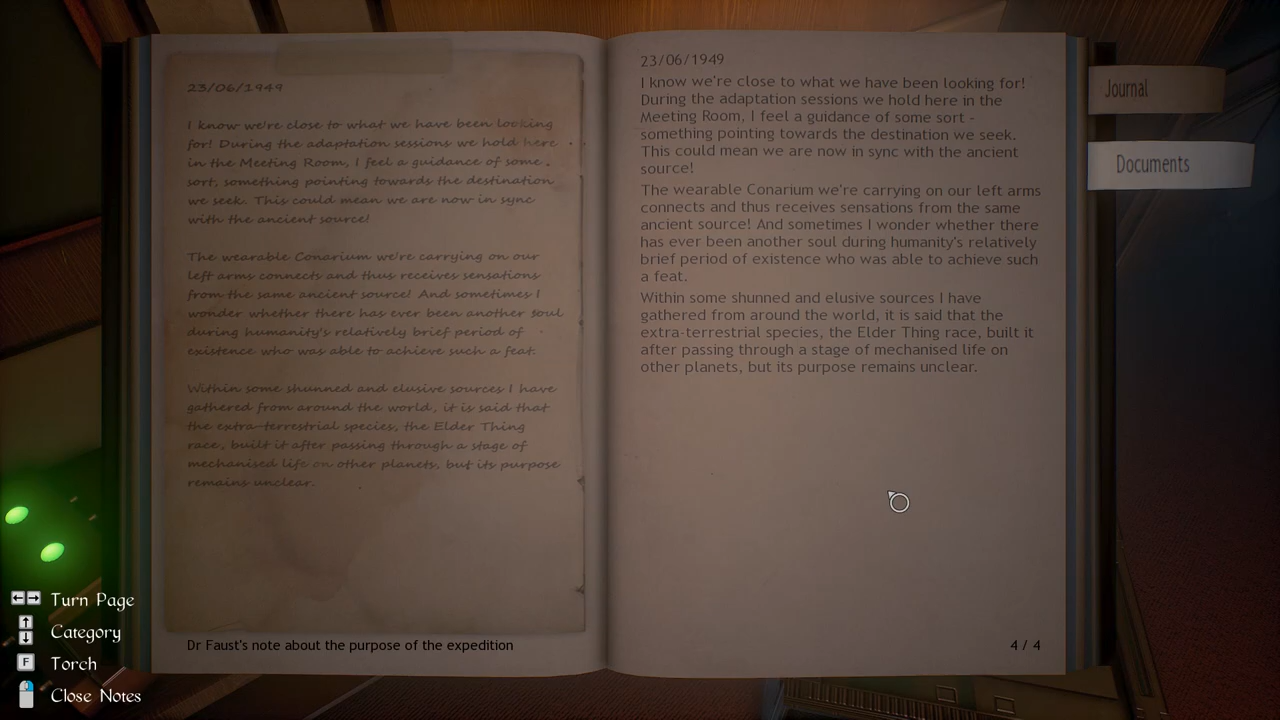 23/06/1949
I know we're close to what we have been looking
for! During the adaptation sessions we hold here
in the Meeting Room, I feel a guidance of some
sort, something pointing towards the destination
we seek. This could mean we are now in sync
with the ancient source!
The wearable Conarium we're carrying on our
left arms connects and thus receives sensations
from the same ancient source! And sometimes I
wonder whether there has ever been another soul
during humanity's relatively brief period of
existence who was able to achieve such a feat.
Within some shunned and elusive sources I have
gathered from around the world, it is said that
the extra-terrestrial species, the Elder Thing
race, built it after passing through a stage of
mechanised life on other planets, but its purpose
remains unclear.
Dr Faust's note about the purpose of the expedition
23/06/1949
I know we're close to what we have been looking for!
During the adaptation sessions we hold here in the
Meeting Room, I feel a guidance of some sort -
something pointing towards the destination we seek.
This could mean we are now in sync with the ancient
source!
The wearable Conarium we're carrying on our left arms
connects and thus receives sensations from the same
ancient source! And sometimes I wonder whether there
has ever been another soul during humanity's relatively
brief period of existence who was able to achieve such
a feat.
Within some shunned and elusive sources I have
gathered from around the world, it is said that the
extra-terrestrial species, the Elder Thing race, built it
after passing through a stage of mechanised life on
other planets, but its purpose remains unclear.
4 / 4
Journal
Documents
Turn Page
Category
F Torch
Close Notes